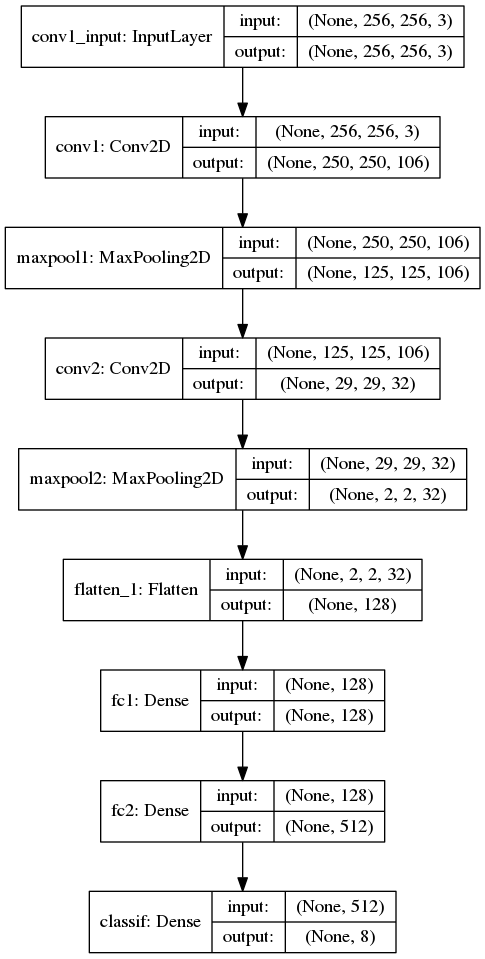 conv1_input: InputLayer
input: (None, 256, 256, 3)
output: (None, 256, 256, 3)
conv1: Conv2D
input: (None, 256, 256, 3)
output: (None, 250, 250, 106)
maxpool1: MaxPooling2D
input: (None, 250, 250, 106)
output: (None, 125, 125, 106)
conv2: Conv2D
input: (None, 125, 125, 106)
output: (None, 29, 29, 32)
maxpool2: MaxPooling2D
input: (None, 29, 29, 32)
output: (None, 2, 2, 32)
flatten_1: Flatten
input: (None, 2, 2, 32)
output: (None, 128)
fc1: Dense
input: (None, 128)
output: (None, 128)
fc2: Dense
input: (None, 128)
output: (None, 512)
classif: Dense
input: (None, 512)
output: (None, 8)